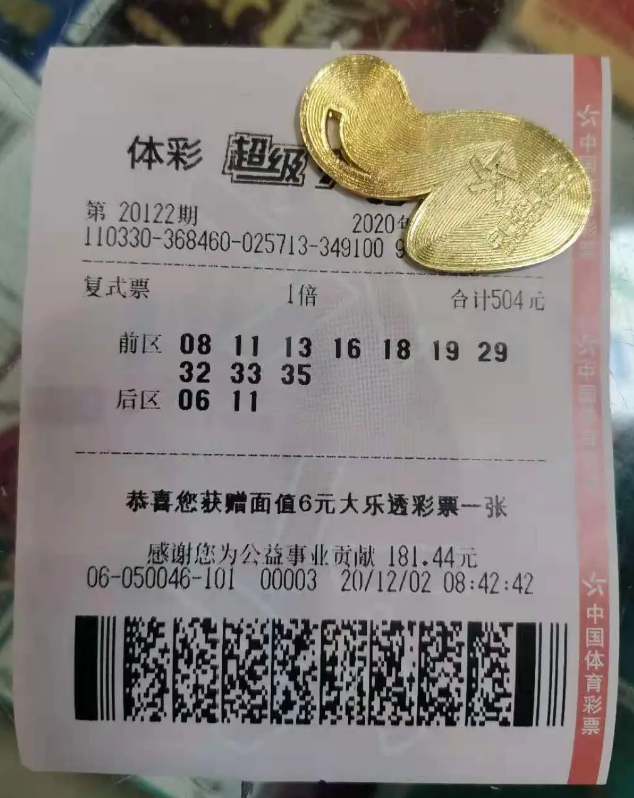 体彩 超级
第 20122期 2020年
110330-368460-025713-349100 9
复式票 1倍 合计504元
前区 08 11 13 16 18 19 29
32 33 35
后区 06 11
恭喜您获赠面值6元大乐透彩票一张
感谢您为公益事业贡献 181.44元
06-050046-101 00003 20/12/02 08:42:42
中国体育彩票